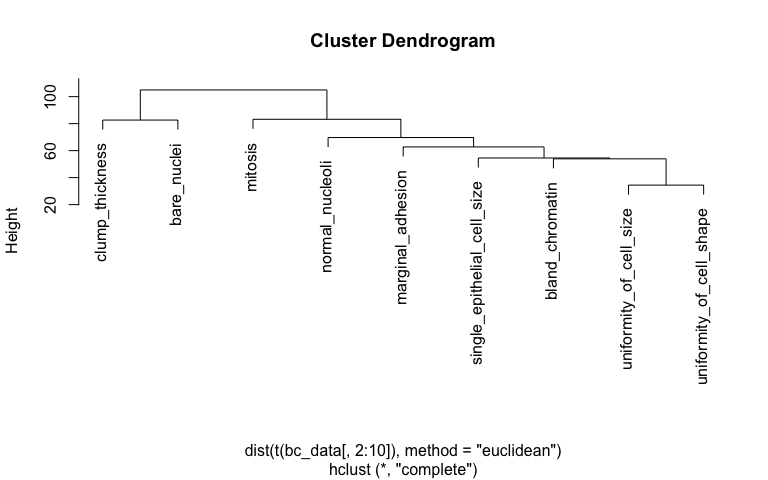 Cluster Dendrogram
Height
100
60
20
clump_thickness
bare_nuclei
mitosis
normal_nucleoli
marginal_adhesion
single_epithelial_cell_size
bland_chromatin
uniformity_of_cell_size
uniformity_of_cell_shape
dist(t(bc_data[, 2:10]), method = "euclidean")
hclust (*, "complete")